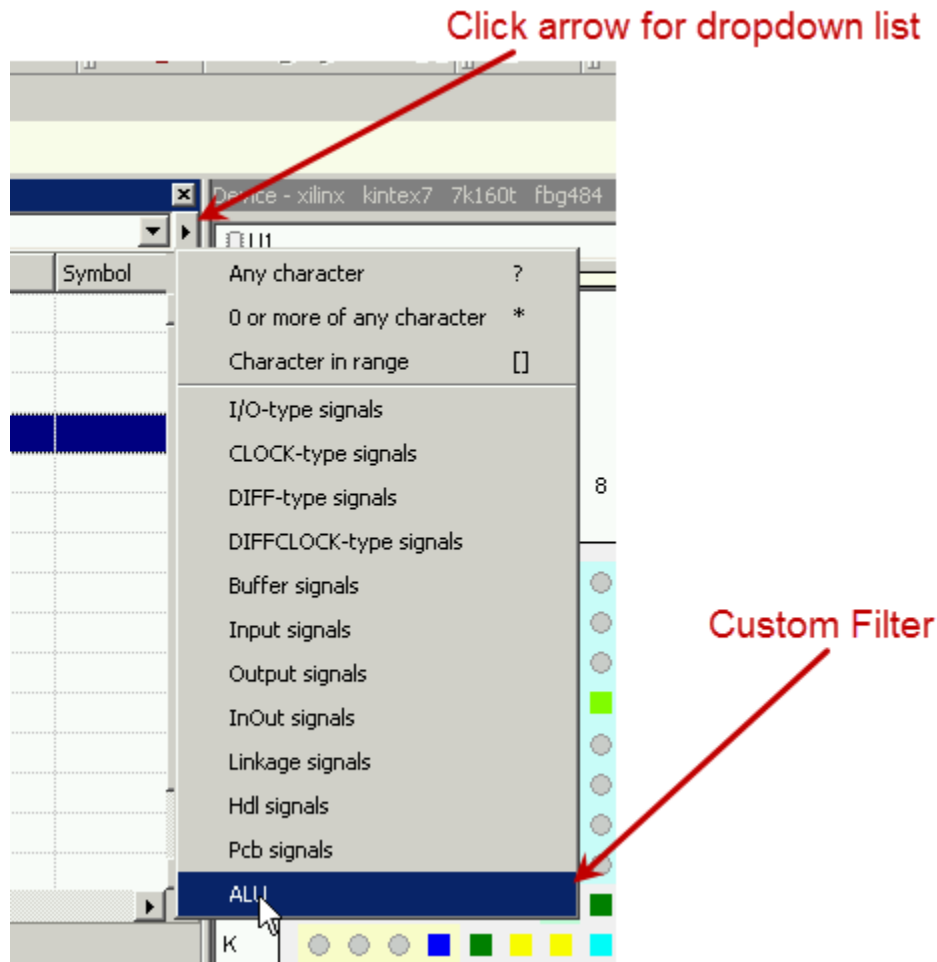 Click arrow for dropdown list
Device - xilinx kintex7 7k160t fbg484
U1
Symbol
Any character ?
0 or more of any character *
Character in range []
I/O-type signals
CLOCK-type signals
DIFF-type signals
8
DIFFCLOCK-type signals
Buffer signals
Input signals
Custom Filter
Output signals
InOut signals
Linkage signals
Hdl signals
Pcb signals
ALU
K